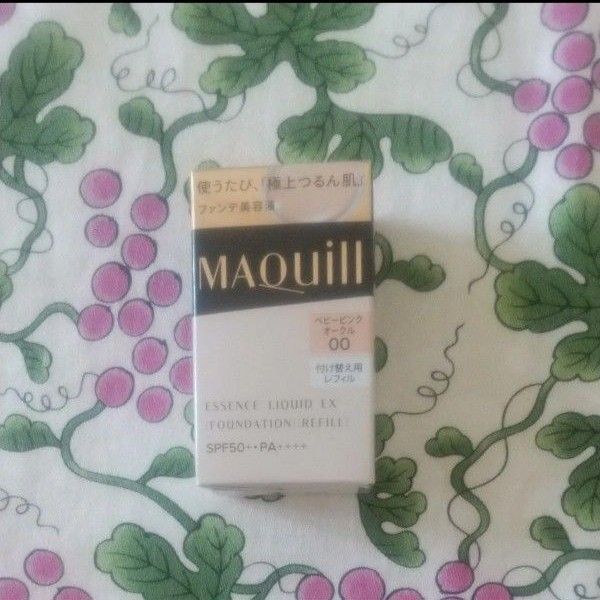 使うたび、「極上つるん肌」
ファンデ美容液
MAQuill
ベビーピンク
オークル
00
付け替え用
レフィル
ESSENCE LIQUID EX
(FOUNDATION)(REFILL)
SPF50+・PA++++